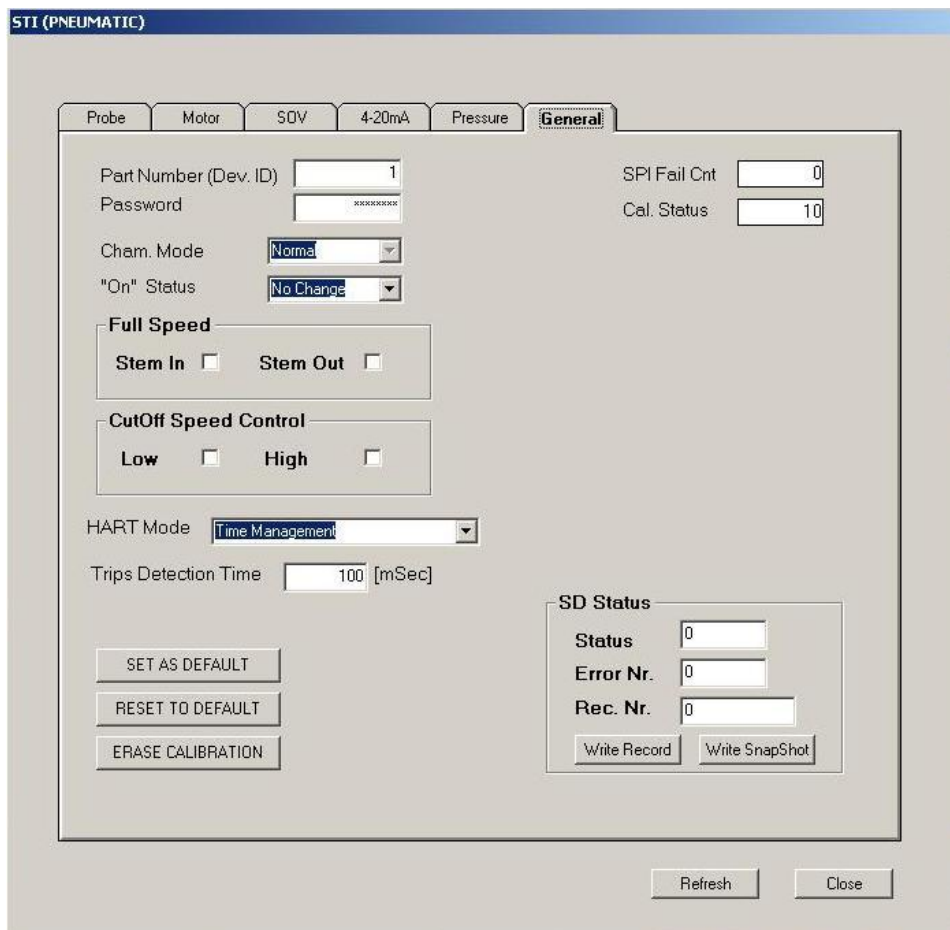 STI (PNEUMATIC)
Probe Motor SOV 4-20mA Pressure General
Part Number (Dev. ID) 1 SPI Fail Cnt 0
Password xxxxxxxx Cal. Status 10
Cham. Mode Normal
"On" Status No Change
Full Speed
Stem In Stem Out
CutOff Speed Control
Low High
HART Mode Time Management
Trips Detection Time 100 [mSec]
SD Status
Status 0
Error Nr. 0
Rec. Nr. 0
Write Record Write SnapShot
SET AS DEFAULT
RESET TO DEFAULT
ERASE CALIBRATION
Refresh Close